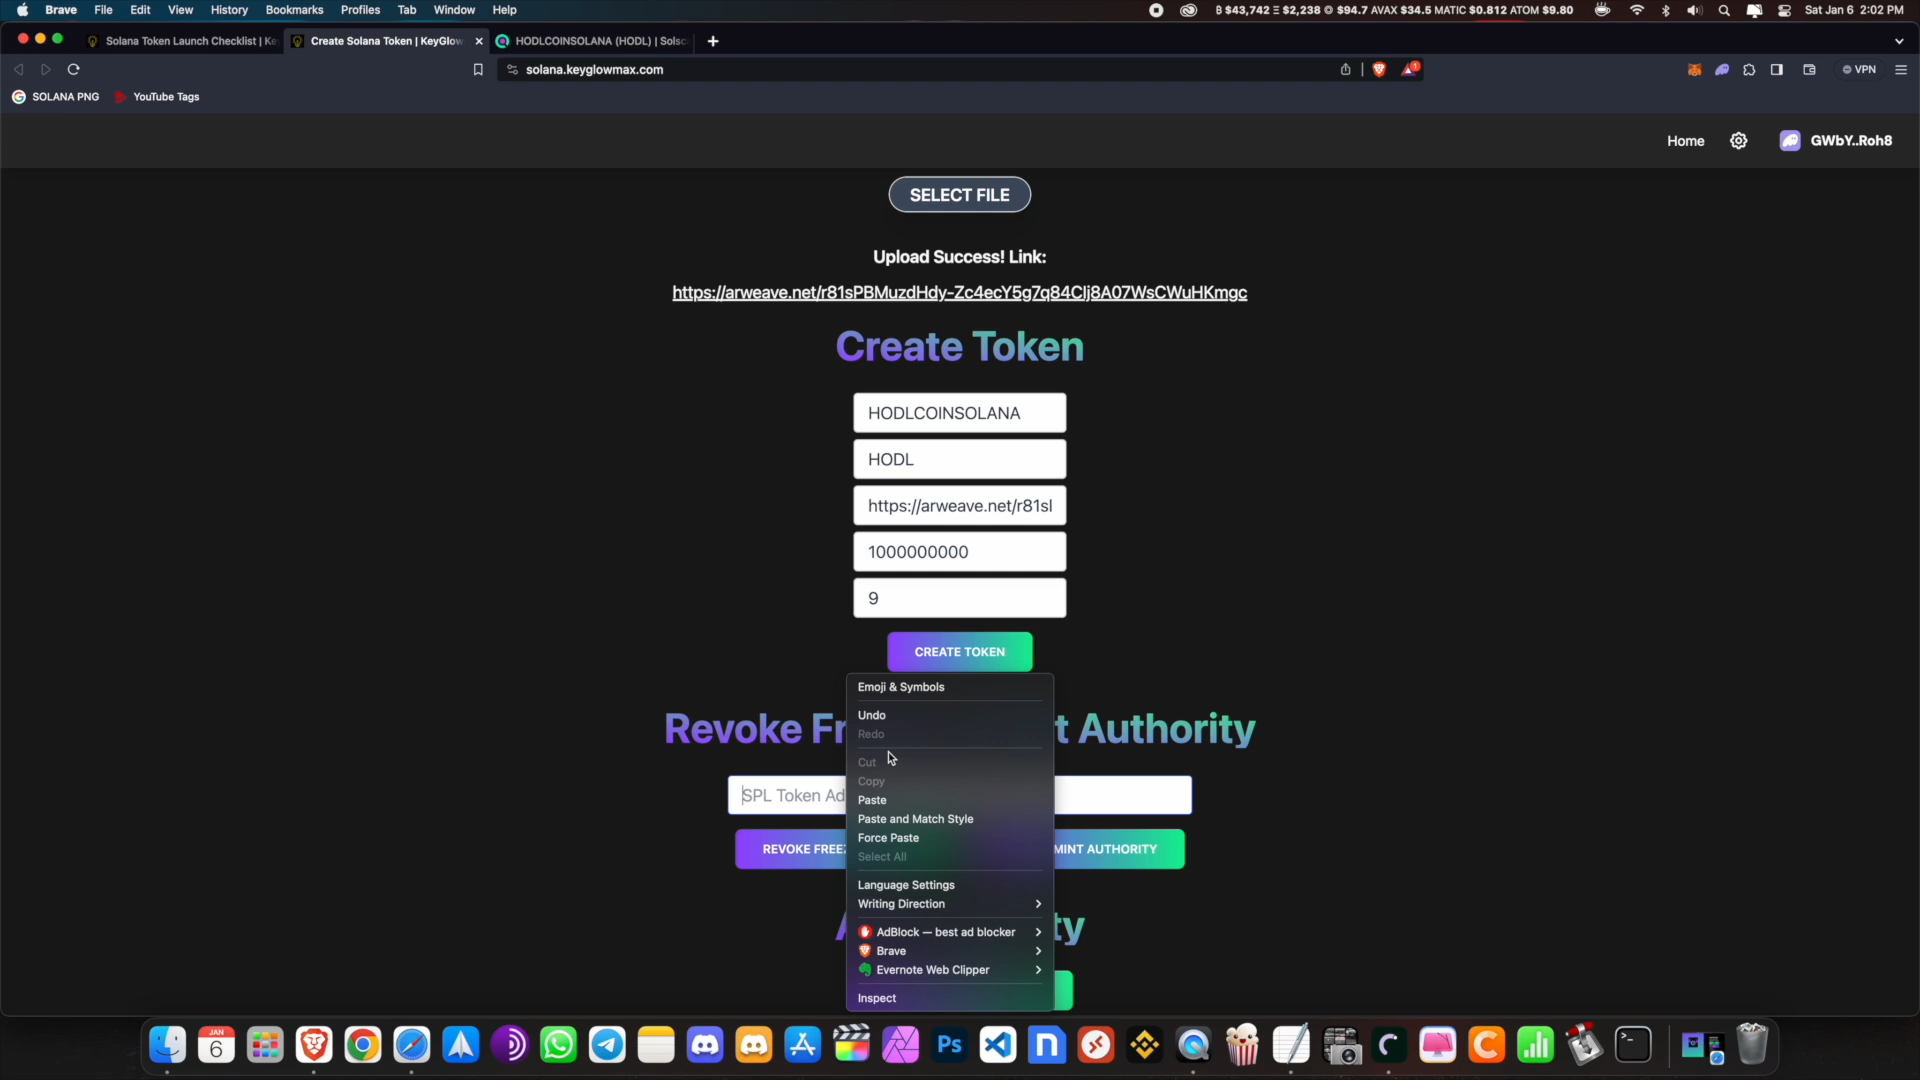 Brave File Edit View History Bookmarks Profiles Tab Window Help
$43,742 $2,238 $94.7 AVAX $34.5 MATIC $0.812 ATOM $9.80 Sat Jan 6 2:02 PM
Solana Token Launch Checklist | Ke
Create Solana Token | KeyGlow
HODLCOINSOLANA (HODL) | Solsc
solana.keyglowmax.com
1
VPN
SOLANA PNG YouTube Tags
Home GWbY..Roh8
SELECT FILE
Upload Success! Link:
https://arweave.net/r81sPBMuzdHdy-Zc4ecY5g7q84Clj8A07WsCWuHKmgc
Create Token
HODLCOINSOLANA
HODL
https://arweave.net/r81sl
1000000000
9
CREATE TOKEN
Revoke Fr t Authority
SPL Token Ad
REVOKE FREEZ MINT AUTHORITY
A ty
Emoji & Symbols
Undo
Redo
Cut
Copy
Paste
Paste and Match Style
Force Paste
Select All
Language Settings
Writing Direction
AdBlock — best ad blocker
Brave
Evernote Web Clipper
Inspect
JAN
6
Ps